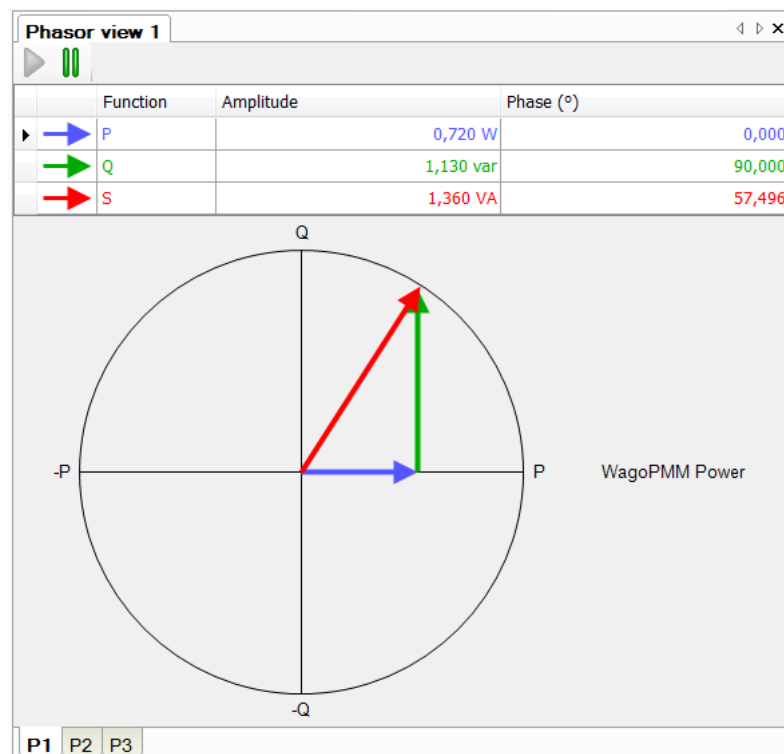 Phasor view 1
Function Amplitude Phase (°)
P 0,720 W 0,000
Q 1,130 var 90,000
S 1,360 VA 57,496
Q
-P P WagoPMM Power
-Q
P1 P2 P3